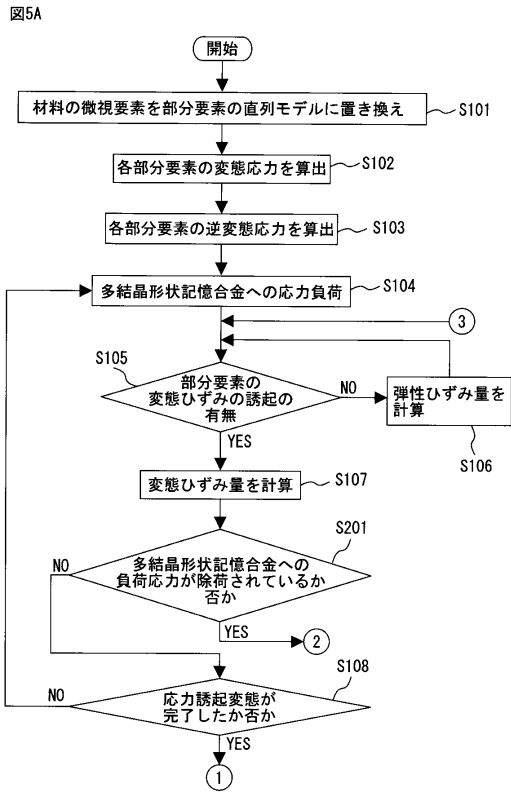 図5A
開始
材料の微視要素を部分要素の直列モデルに置き換え
S101
各部分要素の変態応力を算出
S102
各部分要素の逆変態応力を算出
S103
多結晶形状記憶合金への応力負荷
S104
3
S105
部分要素の
変態ひずみの誘起の
有無
NO
弾性ひずみ量を
計算
S106
YES
変態ひずみ量を計算
S107
S201
多結晶形状記憶合金への
負荷応力が除荷されているか
否か
NO
YES
2
S108
応力誘起変態が
完了したか否か
NO
YES
1